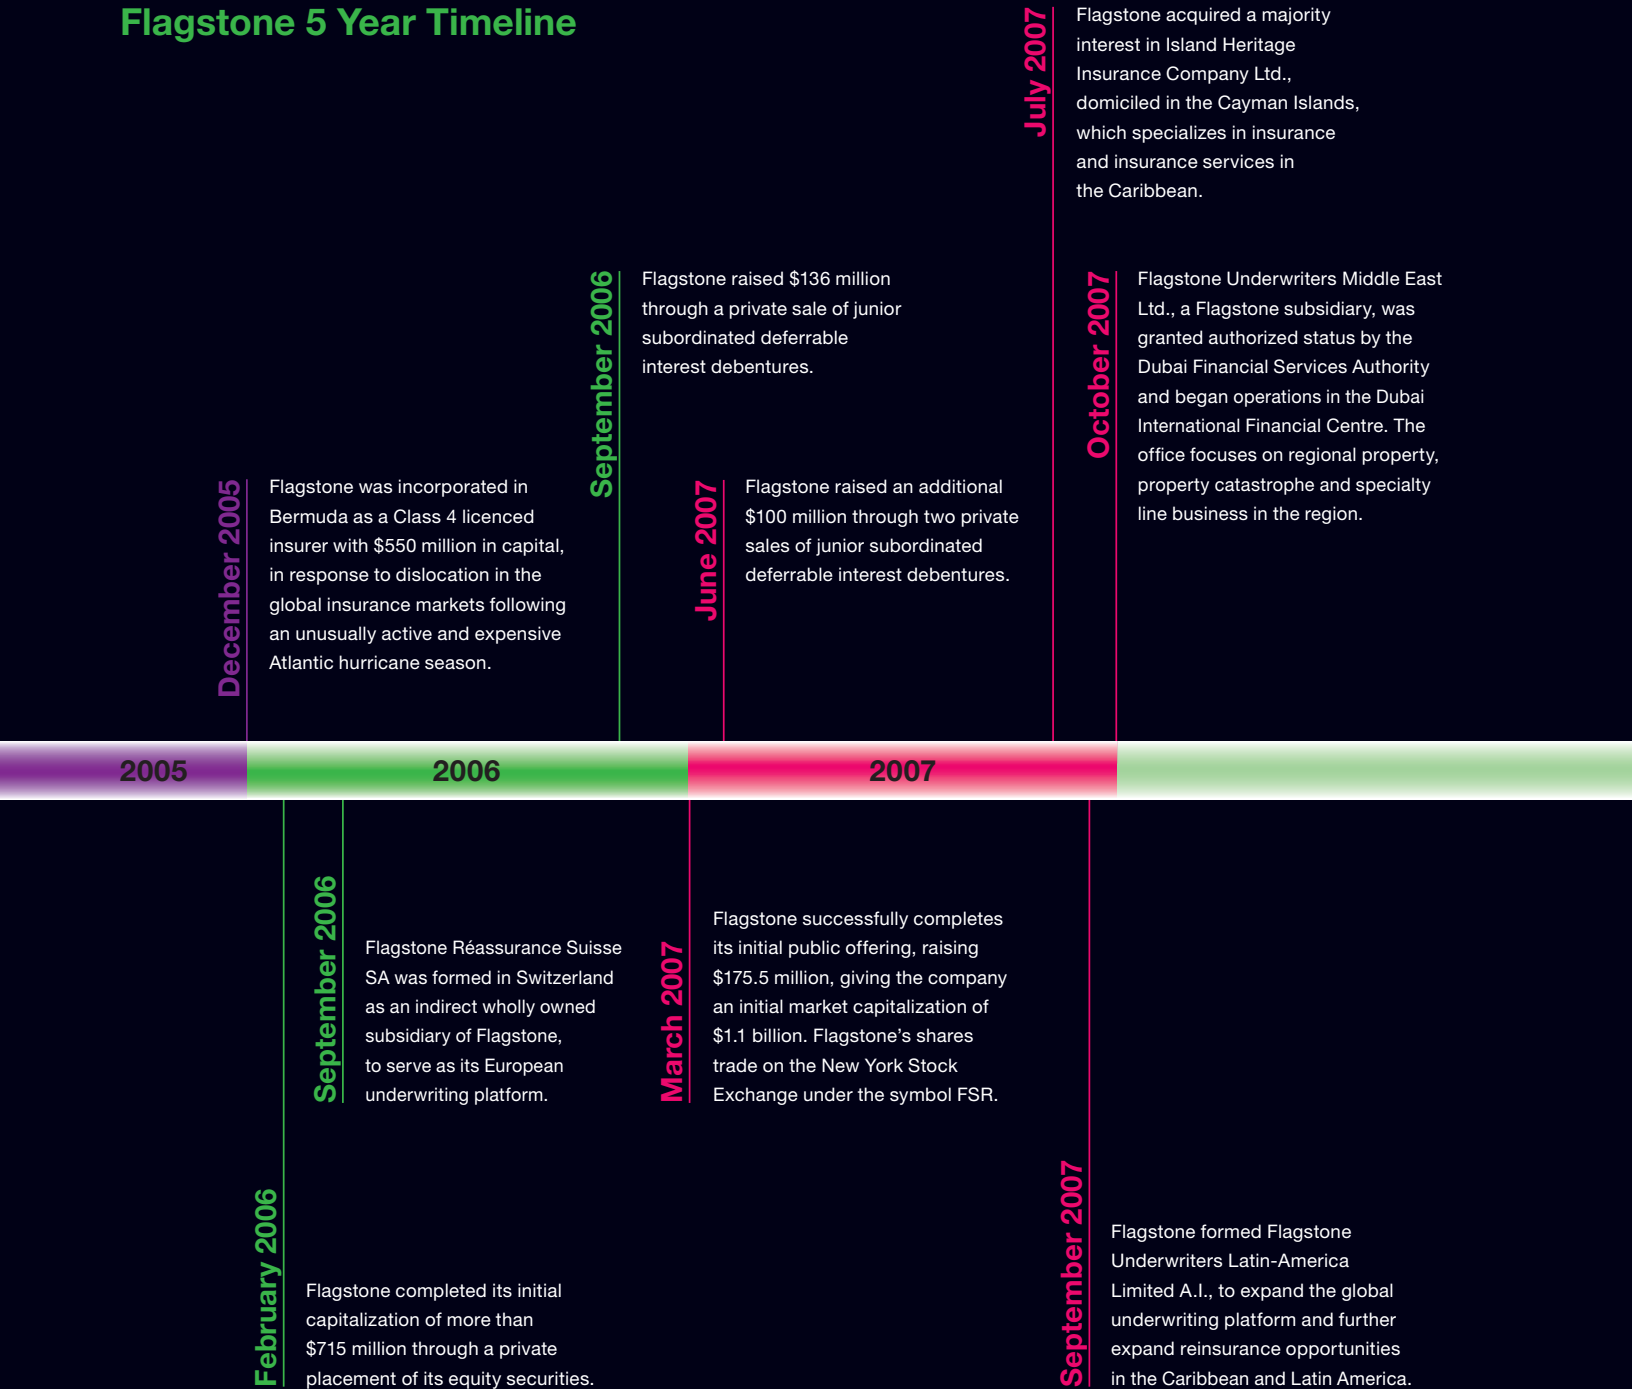 Flagstone 5 Year Timeline
July 2007
Flagstone acquired a majority
interest in Island Heritage
Insurance Company Ltd.,
domiciled in the Cayman Islands,
which specializes in insurance
and insurance services in
the Caribbean.
September 2006
Flagstone raised $136 million
through a private sale of junior
subordinated deferrable
interest debentures.
October 2007
Flagstone Underwriters Middle East
Ltd., a Flagstone subsidiary, was
granted authorized status by the
Dubai Financial Services Authority
and began operations in the Dubai
International Financial Centre. The
office focuses on regional property,
property catastrophe and specialty
line business in the region.
December 2005
Flagstone was incorporated in
Bermuda as a Class 4 licenced
insurer with $550 million in capital,
in response to dislocation in the
global insurance markets following
an unusually active and expensive
Atlantic hurricane season.
June 2007
Flagstone raised an additional
$100 million through two private
sales of junior subordinated
deferrable interest debentures.
2005
2006
2007
September 2006
Flagstone Réassurance Suisse
SA was formed in Switzerland
as an indirect wholly owned
subsidiary of Flagstone,
to serve as its European
underwriting platform.
March 2007
Flagstone successfully completes
its initial public offering, raising
$175.5 million, giving the company
an initial market capitalization of
$1.1 billion. Flagstone’s shares
trade on the New York Stock
Exchange under the symbol FSR.
February 2006
Flagstone completed its initial
capitalization of more than
$715 million through a private
placement of its equity securities.
September 2007
Flagstone formed Flagstone
Underwriters Latin-America
Limited A.I., to expand the global
underwriting platform and further
expand reinsurance opportunities
in the Caribbean and Latin America.